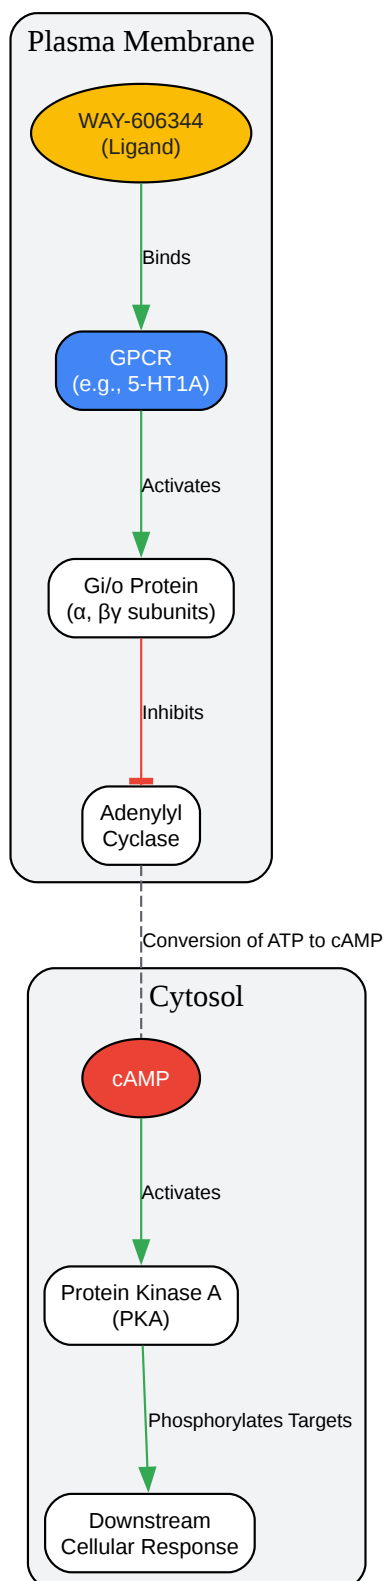 Plasma Membrane
WAY-606344
(Ligand)
Binds
GPCR
(e.g., 5-HT1A)
Activates
Gi/o Protein
(α, βγ subunits)
Inhibits
Adenylyl
Cyclase
Conversion of ATP to cAMP
Cytosol
cAMP
Activates
Protein Kinase A
(PKA)
Phosphorylates Targets
Downstream
Cellular Response